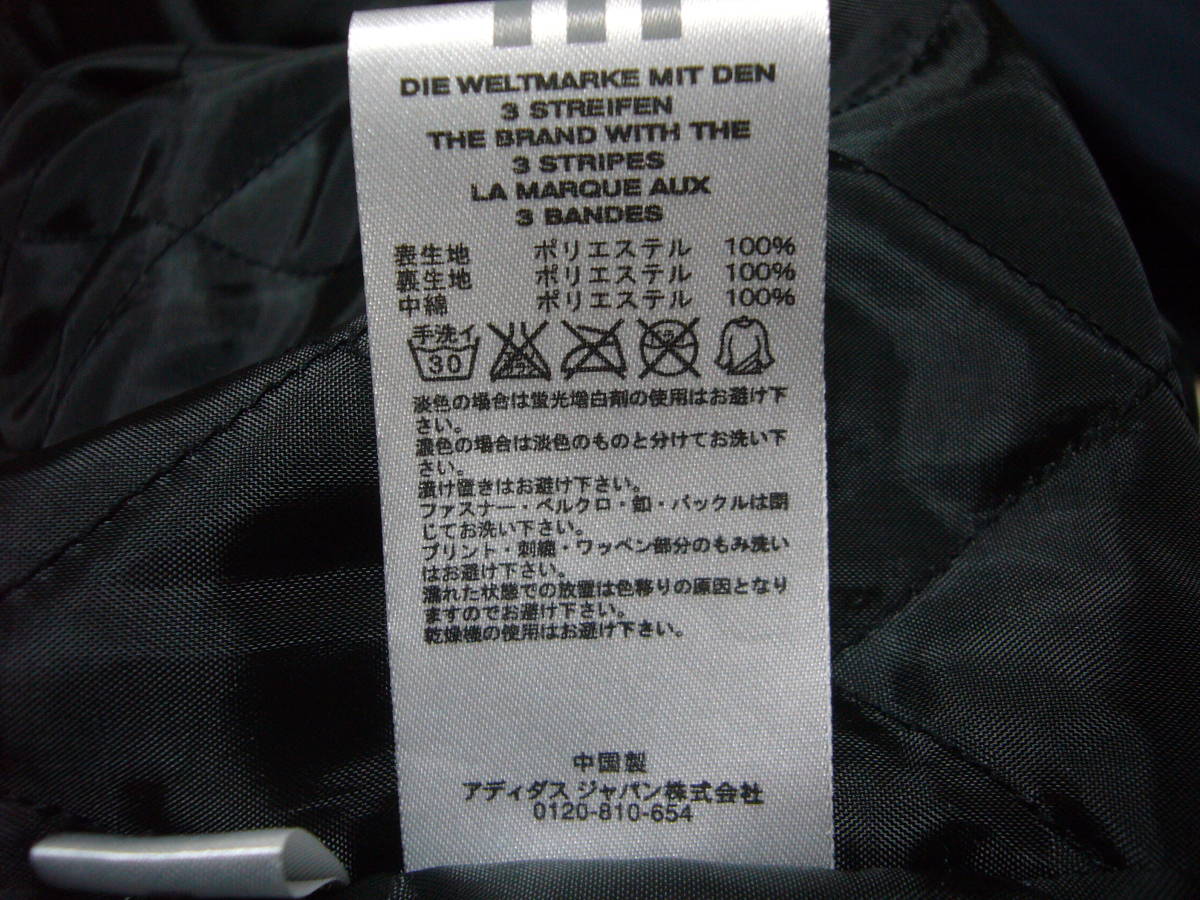 DIE WELTMARKE MIT DEN
3 STREIFEN
THE BRAND WITH THE
3 STRIPES
LA MARQUE AUX
3 BANDES
表生地 ポリエステル 100%
裏生地 ポリエステル 100%
中綿 ポリエステル 100%
手洗イ
30
淡色の場合は蛍光増白剤の使用はお避け下
さい。
濃色の場合は淡色のものと分けてお洗い下
さい。
漬け置きはお避け下さい。
ファスナー・ベルクロ・釦・バックルは閉
じてお洗い下さい。
プリント・刺繍・ワッペン部分のもみ洗い
はお避け下さい。
濡れた状態での放置は色移りの原因となり
ますのでお避け下さい。
乾燥機の使用はお避け下さい。
中国製
アディダス ジャパン株式会社
0120-810-654